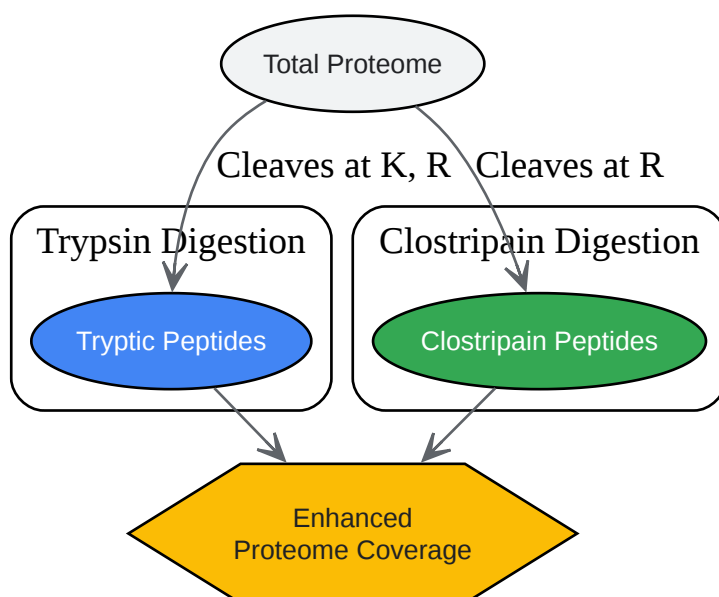 Total Proteome
Cleaves at K, R
Cleaves at R
Trypsin Digestion
Clostripain Digestion
Tryptic Peptides
Clostripain Peptides
Enhanced
Proteome Coverage